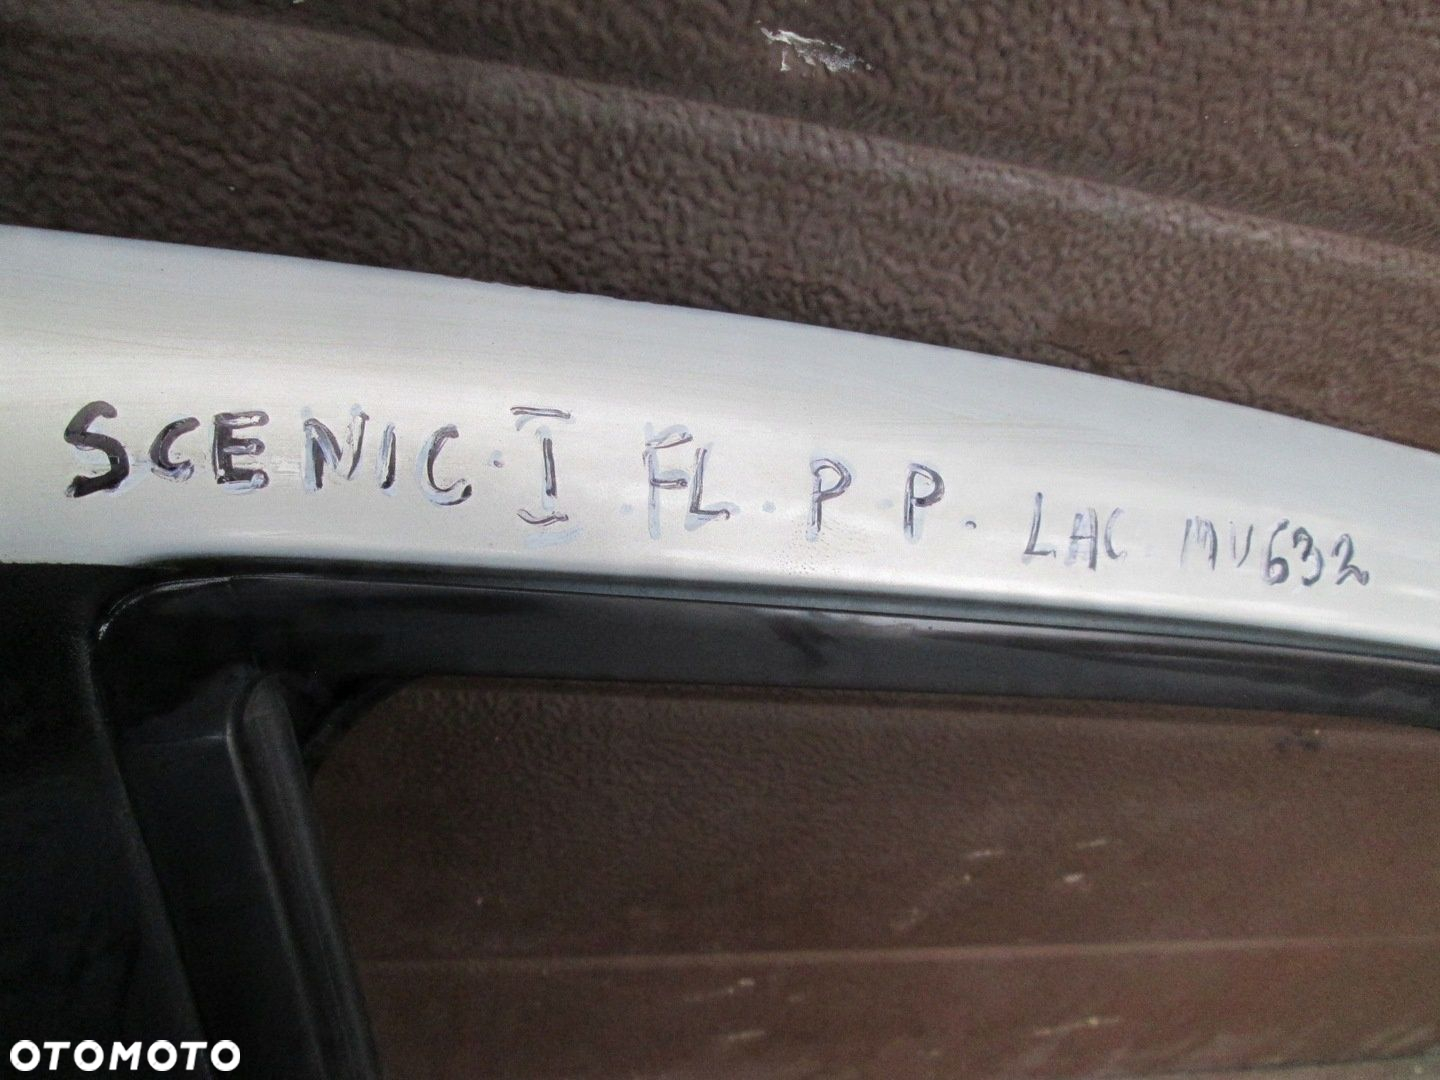 SCENIC. I .FL. P.P. LAC. MV632
OTOMOTO